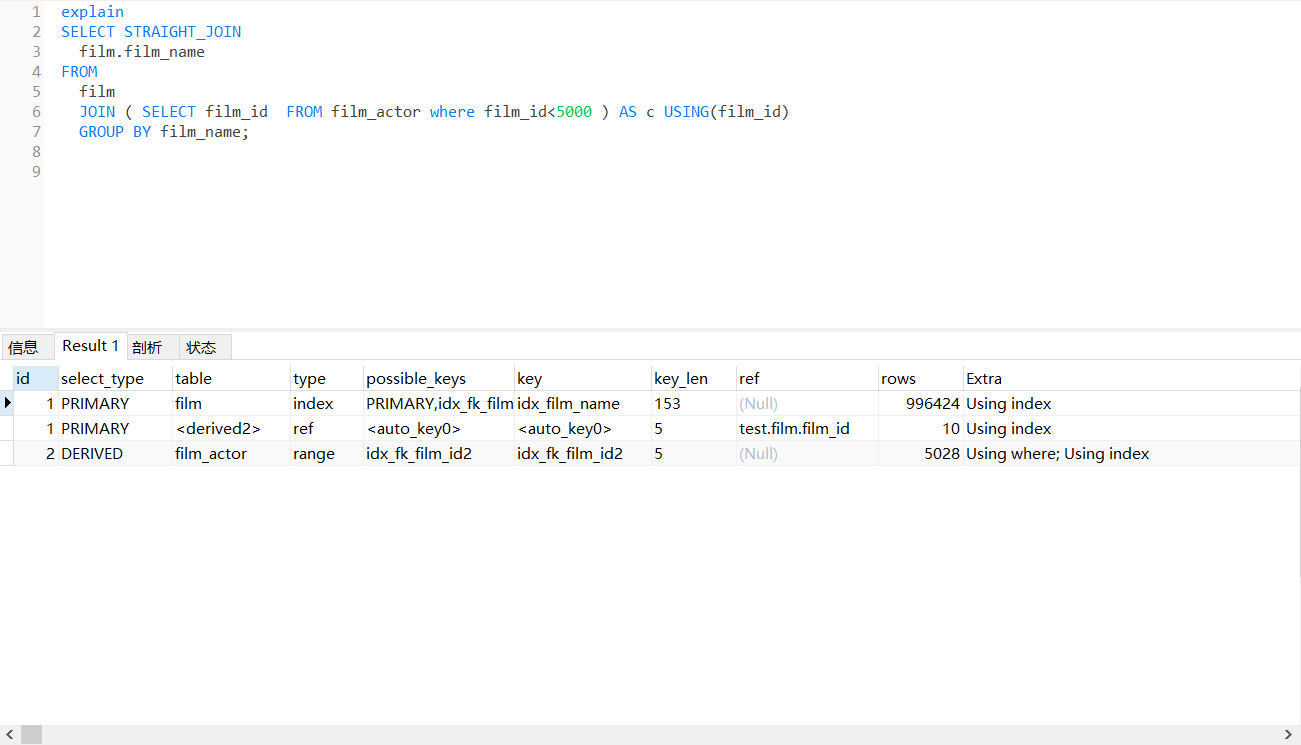 1 explain
2 SELECT STRAIGHT_JOIN
3 film.film_name
4 FROM
5 film
6 JOIN ( SELECT film_id  FROM film_actor where film_id<5000 ) AS c USING(film_id)
7 GROUP BY film_name;
8
9
信息 Result 1 剖析 状态
id select_type table type possible_keys key key_len ref rows Extra
1 PRIMARY film index PRIMARY,idx_fk_film idx_film_name 153 (Null) 996424 Using index
1 PRIMARY <derived2> ref <auto_key0> <auto_key0> 5 test.film.film_id 10 Using index
2 DERIVED film_actor range idx_fk_film_id2 idx_fk_film_id2 5 (Null) 5028 Using where; Using index